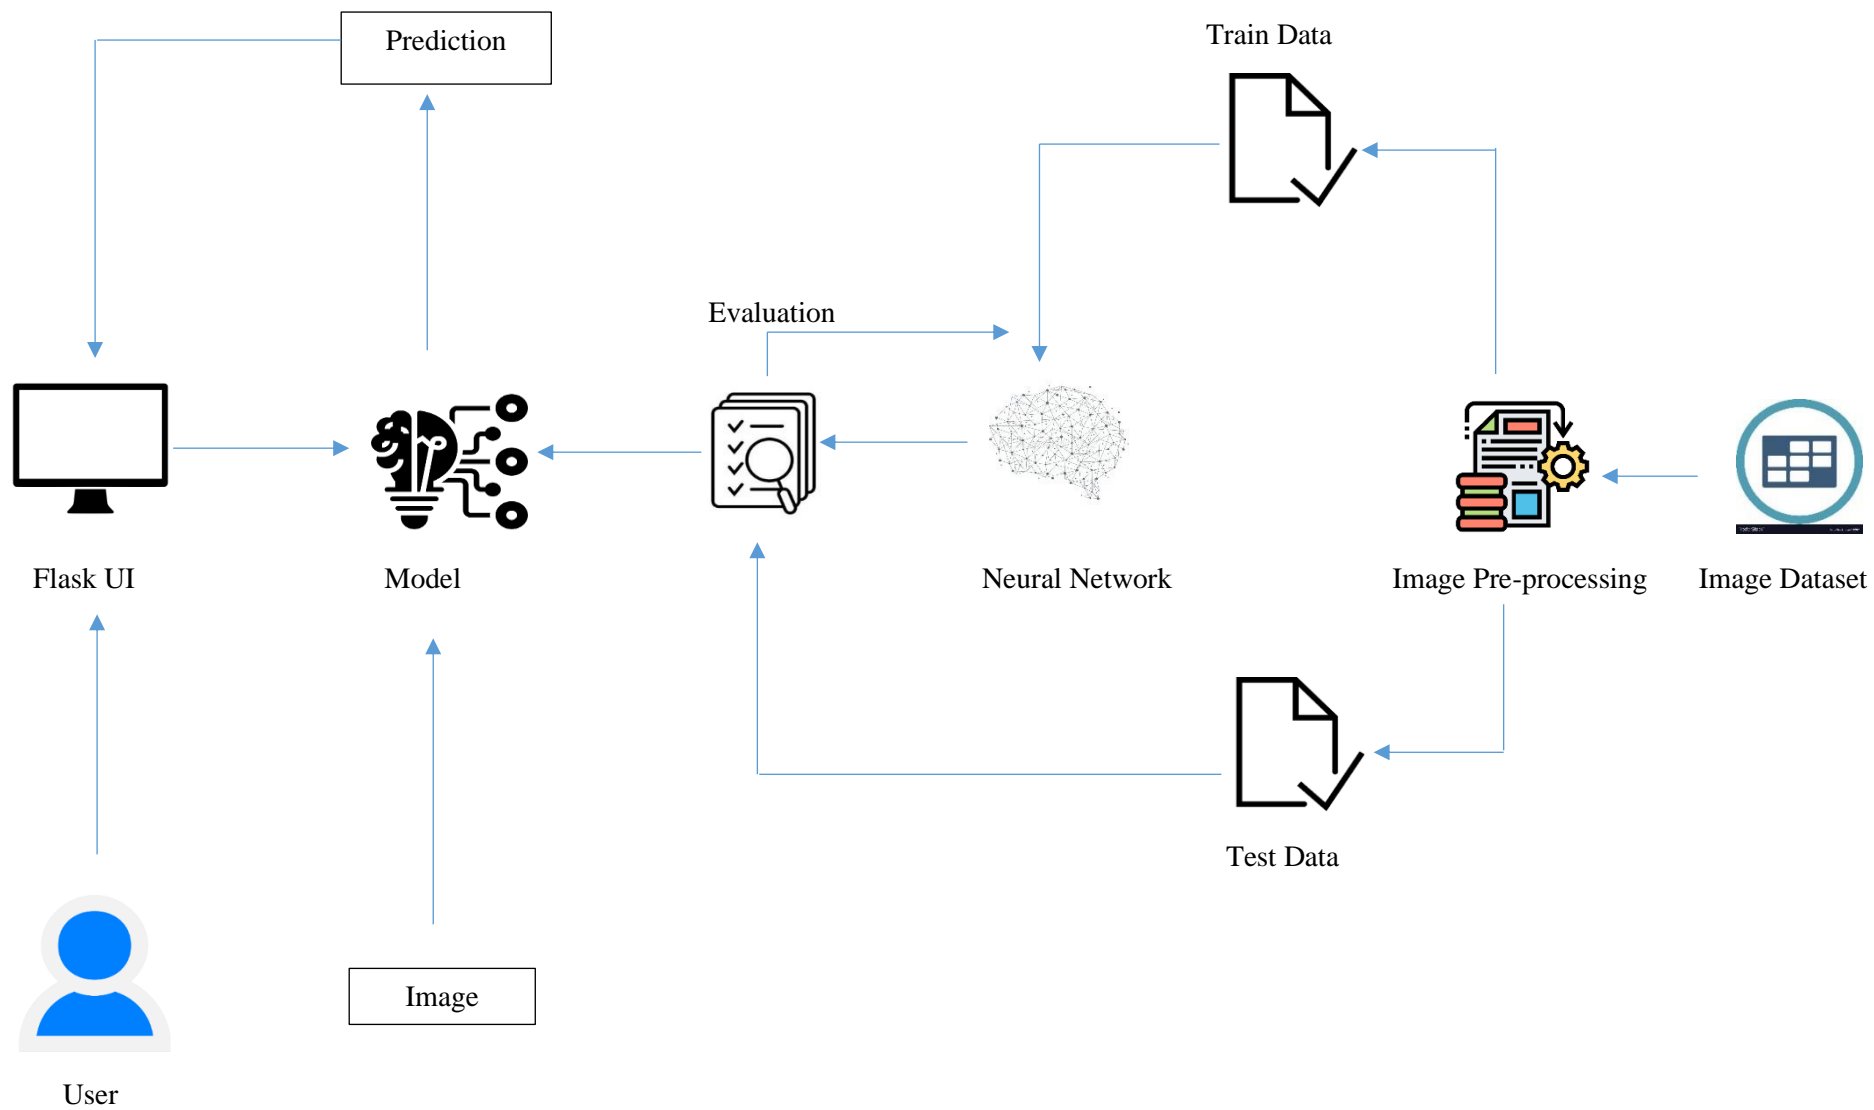 Prediction
Train Data
Evaluation
Flask UI
Model
Neural Network
Image Pre-processing
Image Dataset
Test Data
Image
User